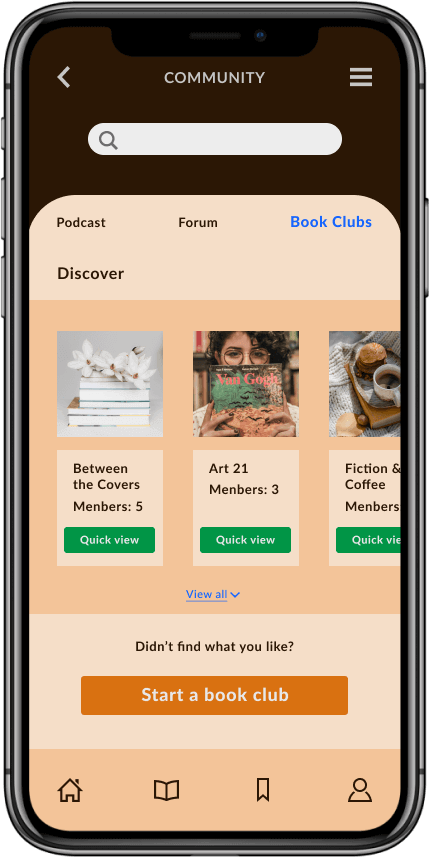 COMMUNITY
Podcast
Forum
Book Clubs
Discover
Van Gogh
Between
the Covers
Menbers: 5
Quick view
Art 21
Menbers: 3
Quick view
Fiction &
Coffee
Menbers
Quick vie
View all
Didn’t find what you like?
Start a book club